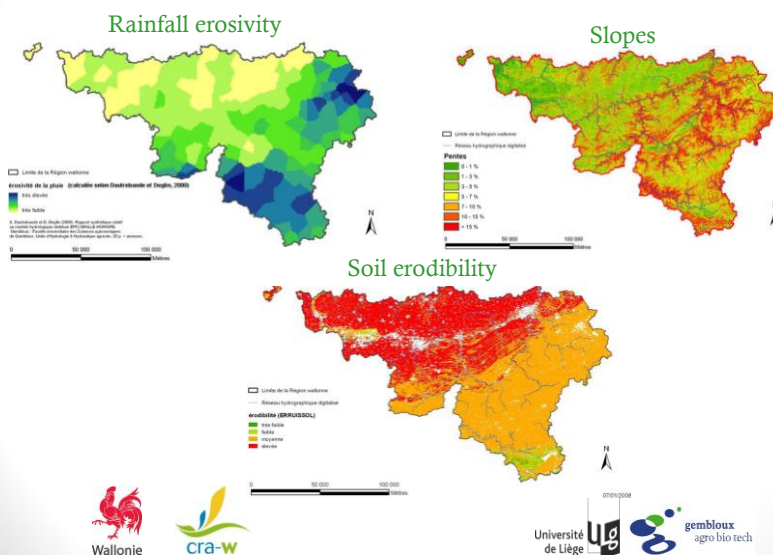 Rainfall erosivity
Limite de la Région wallonne
érosivité de la pluie (calculée selon Dautrebande et Deglin, 2000)
très élevée
très faible
N
0 50 000 100 000
Mètres
Slopes
Limite de la Région wallonne
Réseau hydrographique digitalisé
Pentes
0 - 1 %
1 - 3 %
3 - 5 %
5 - 7 %
7 - 10 %
10 - 15 %
> 15 %
N
0 50 000 100 000
Mètres
Soil erodibility
Limite de la Région wallonne
Réseau hydrographique digitalisé
érodibilité (ERRUISSOL)
très faible
faible
moyenne
élevée
N
0 50 000 100 000
Mètres
07/01/2008
Wallonie
cra-w
Université
de Liège
gembloux
agro bio tech